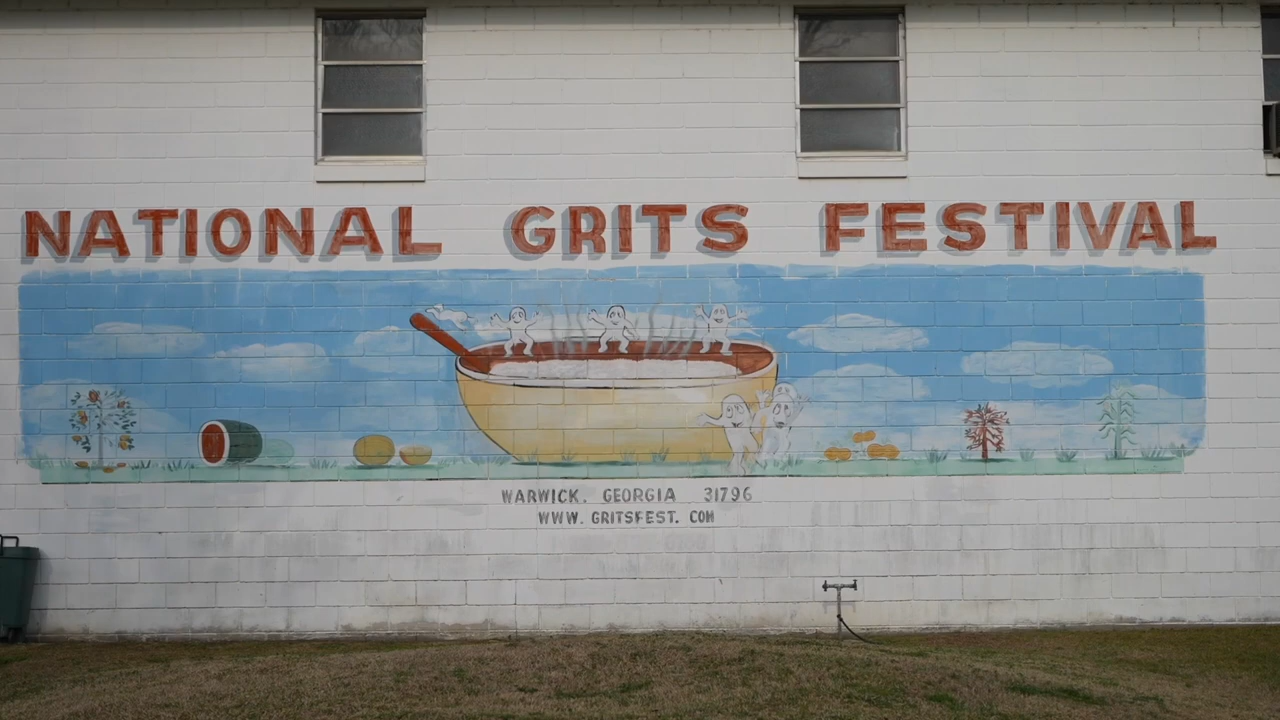 NATIONAL GRITS FESTIVAL
WARWICK. GEORGIA 31796
WWW. GRITSFEST. COM